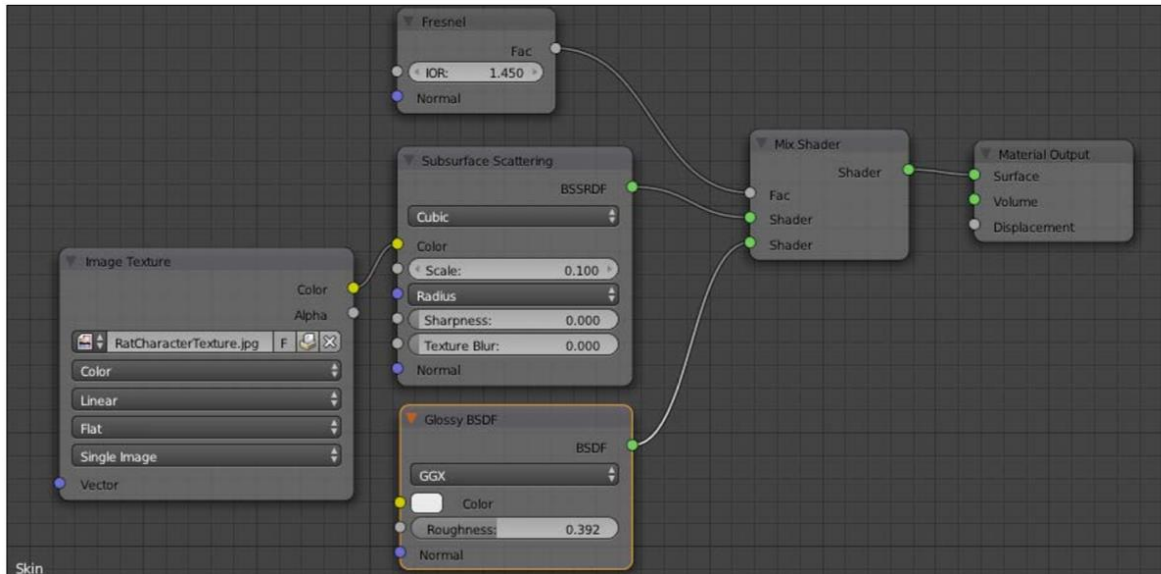 Fresnel
Fac
IOR: 1.450
Normal
Subsurface Scattering
BSSRDF
Cubic
Color
Scale: 0.100
Radius
Sharpness: 0.000
Texture Blur: 0.000
Normal
Image Texture
Color
Alpha
RatCharacterTexture.jpg F
Color
Linear
Flat
Single Image
Vector
Glossy BSDF
BSDF
GGX
Color
Roughness: 0.392
Normal
Mix Shader
Shader
Fac
Shader
Shader
Material Output
Surface
Volume
Displacement
Skin